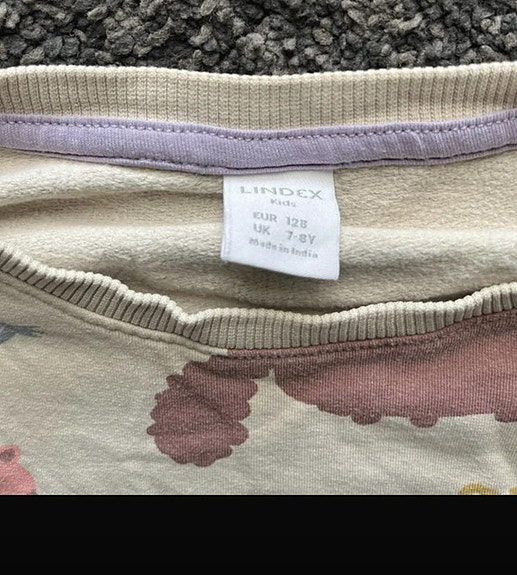 LINDEX
Kids
EUR 128
UK 7-8Y
Made in India